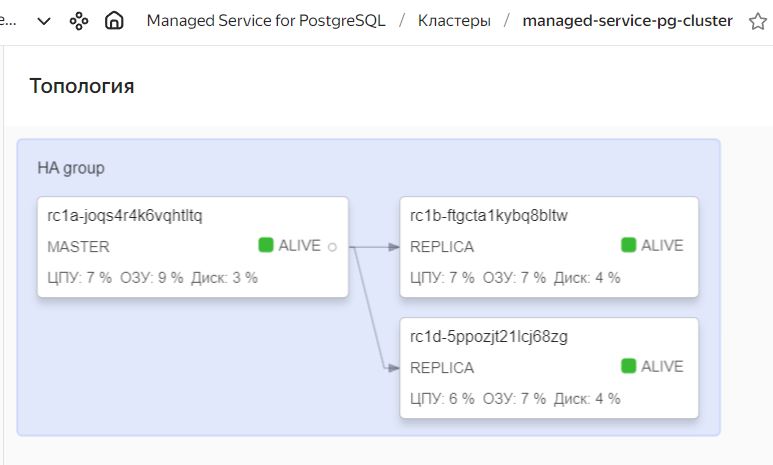 е... Managed Service for PostgreSQL / Кластеры / managed-service-pg-cluster
Топология
HA group
rc1a-joqs4r4k6vqhtltq
MASTER ALIVE
ЦПУ: 7 % ОЗУ: 9 % Диск: 3 %
rc1b-ftgcta1kybq8bltw
REPLICA ALIVE
ЦПУ: 7 % ОЗУ: 7 % Диск: 4 %
rc1d-5ppozjt21lcj68zg
REPLICA ALIVE
ЦПУ: 6 % ОЗУ: 7 % Диск: 4 %